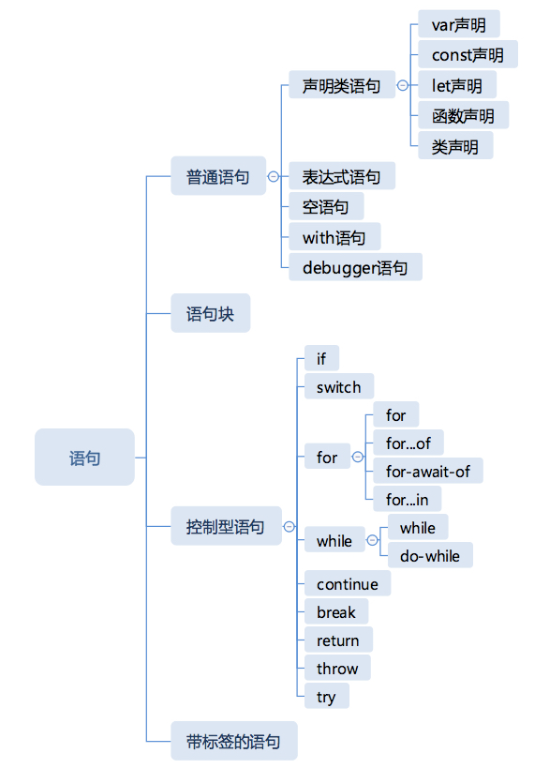 语句
普通语句
声明类语句
var声明
const声明
let声明
函数声明
类声明
表达式语句
空语句
with语句
debugger语句
语句块
控制型语句
if
switch
for
for
for...of
for-await-of
for...in
while
while
do-while
continue
break
return
throw
try
带标签的语句